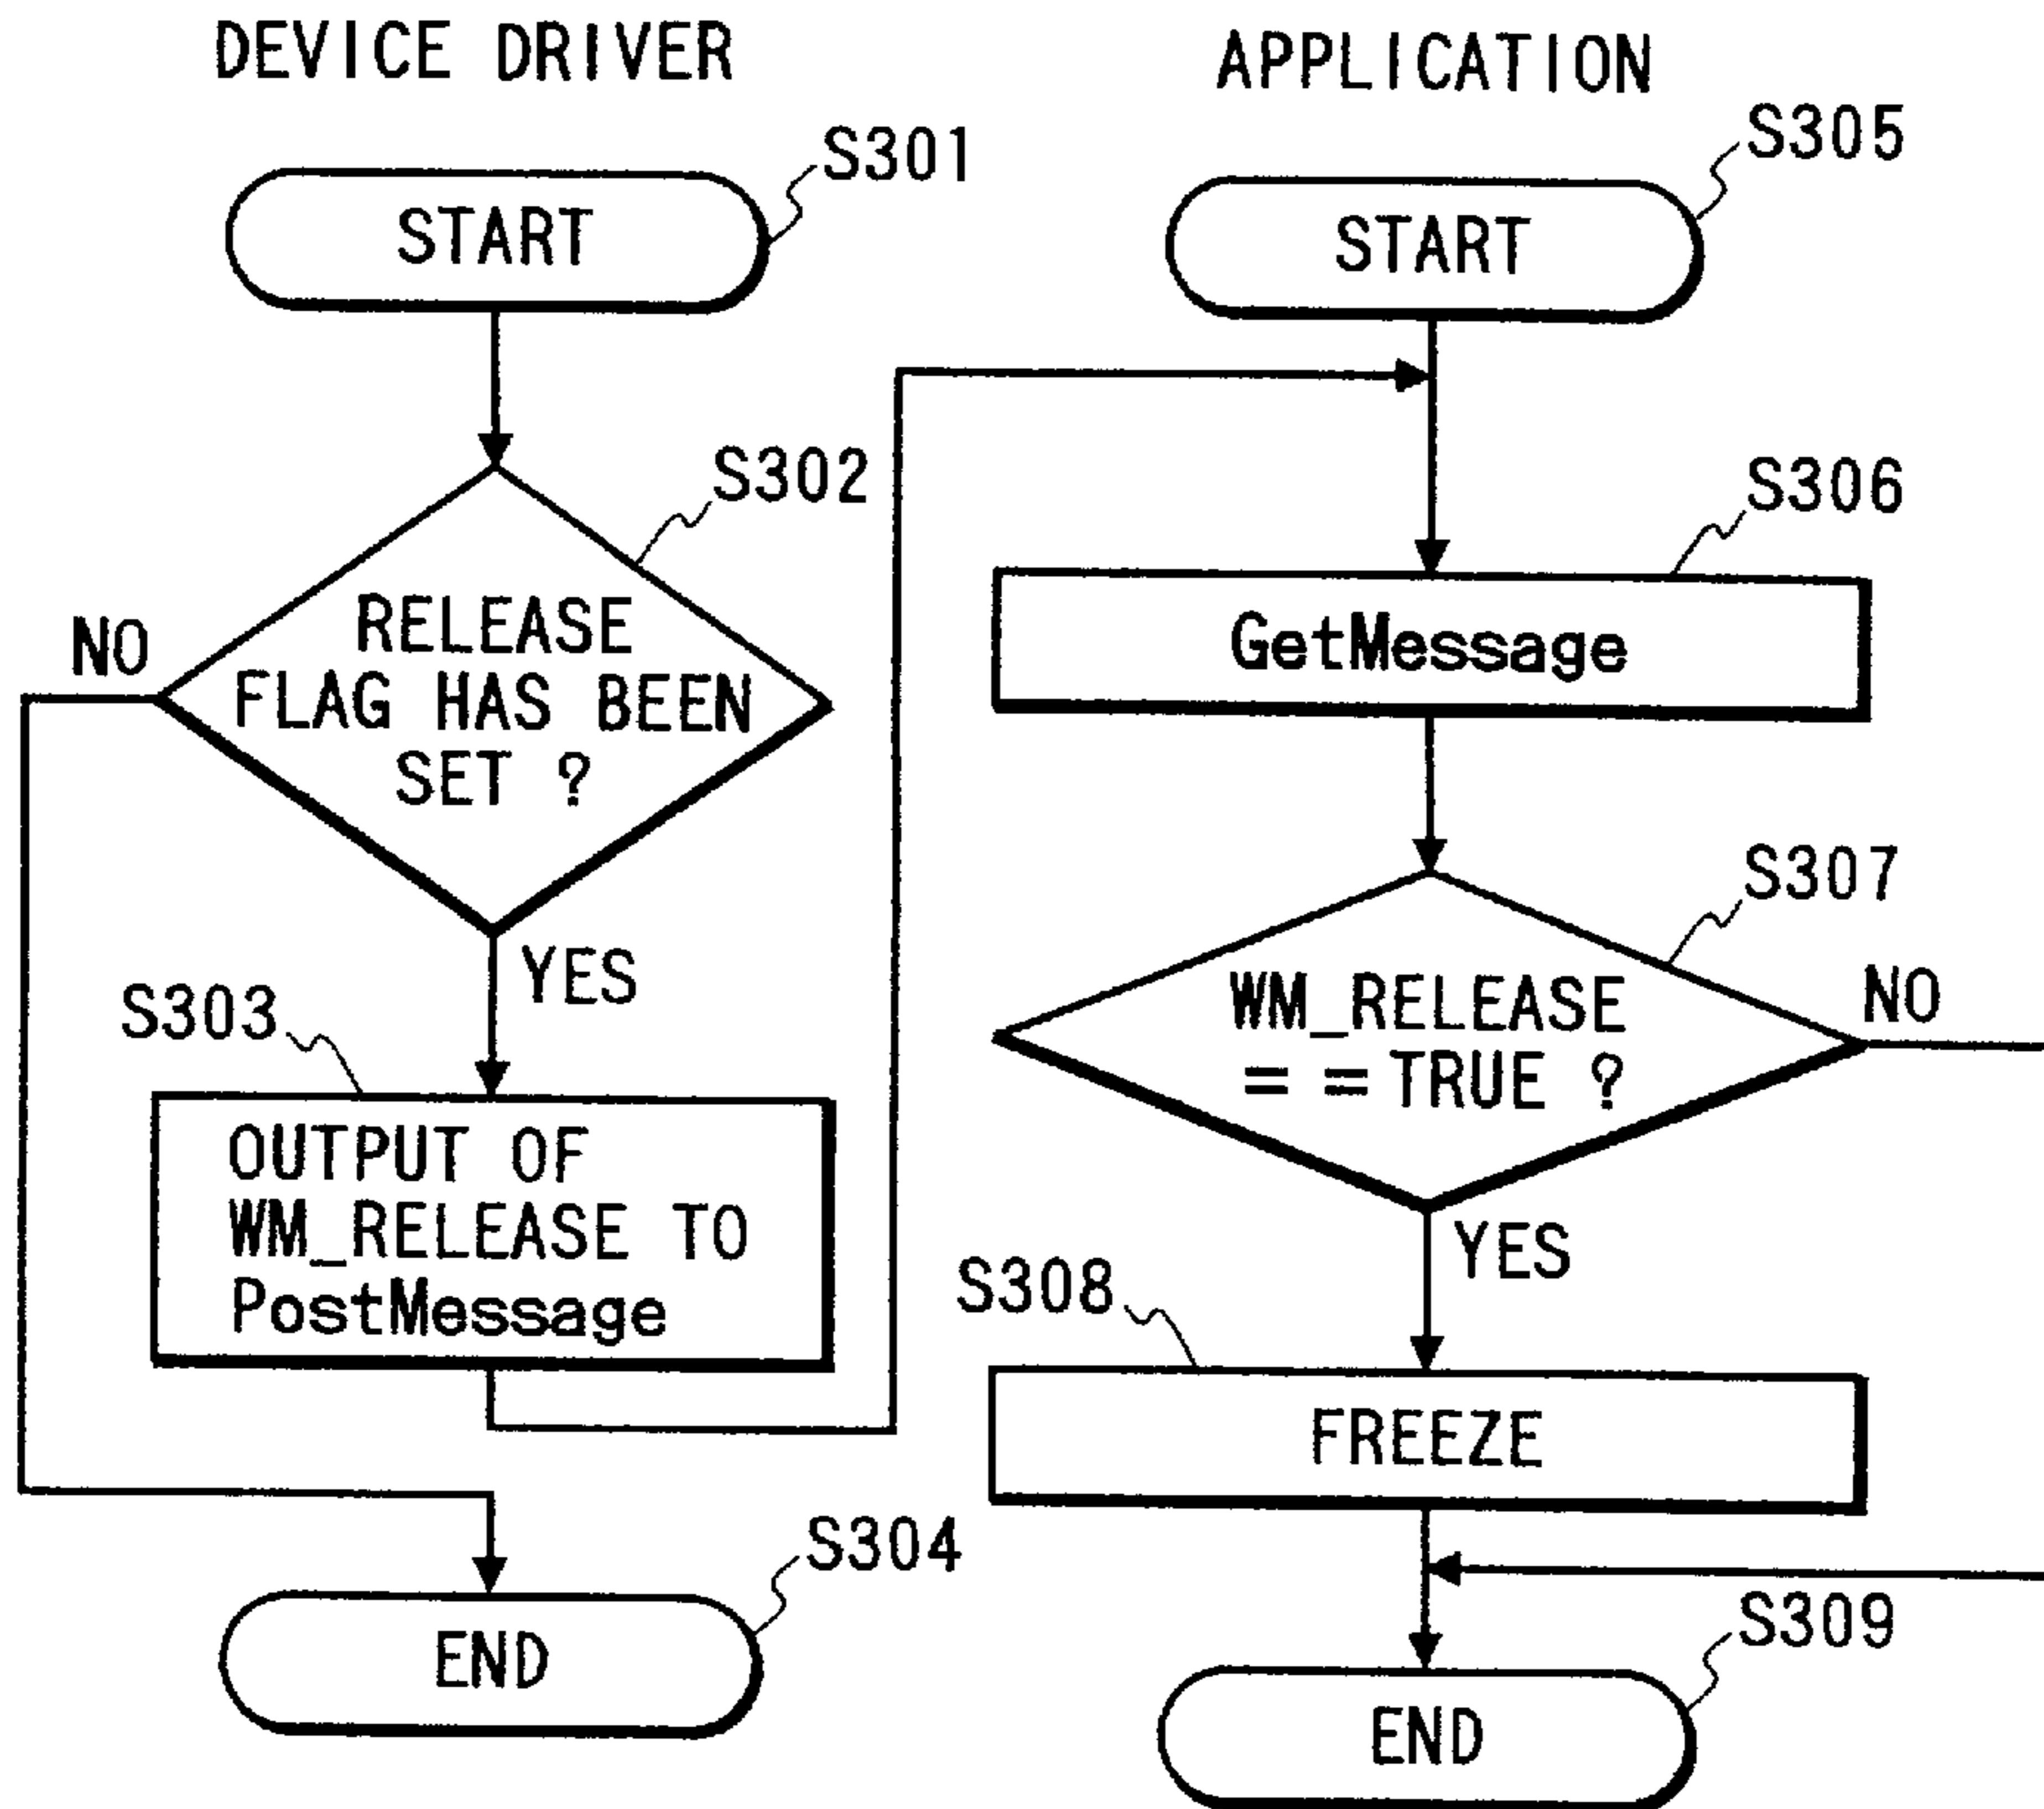 DEVICE DRIVER
S301
START
S302
RELEASE
FLAG HAS BEEN
SET ?
NO
YES
S303
OUTPUT OF
WM_RELEASE TO
PostMessage
S304
END
APPLICATION
S305
START
S306
GetMessage
S307
WM_RELEASE
= = TRUE ?
NO
YES
S308
FREEZE
S309
END